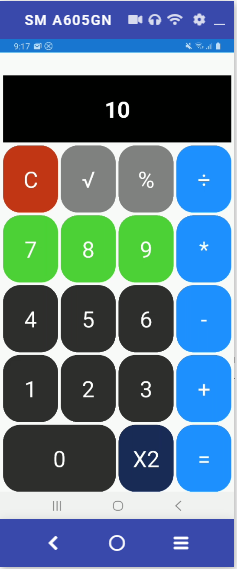 SM A605GN
9:17
10
C √ % ÷
7 8 9 *
4 5 6 -
1 2 3 +
0 X2 =